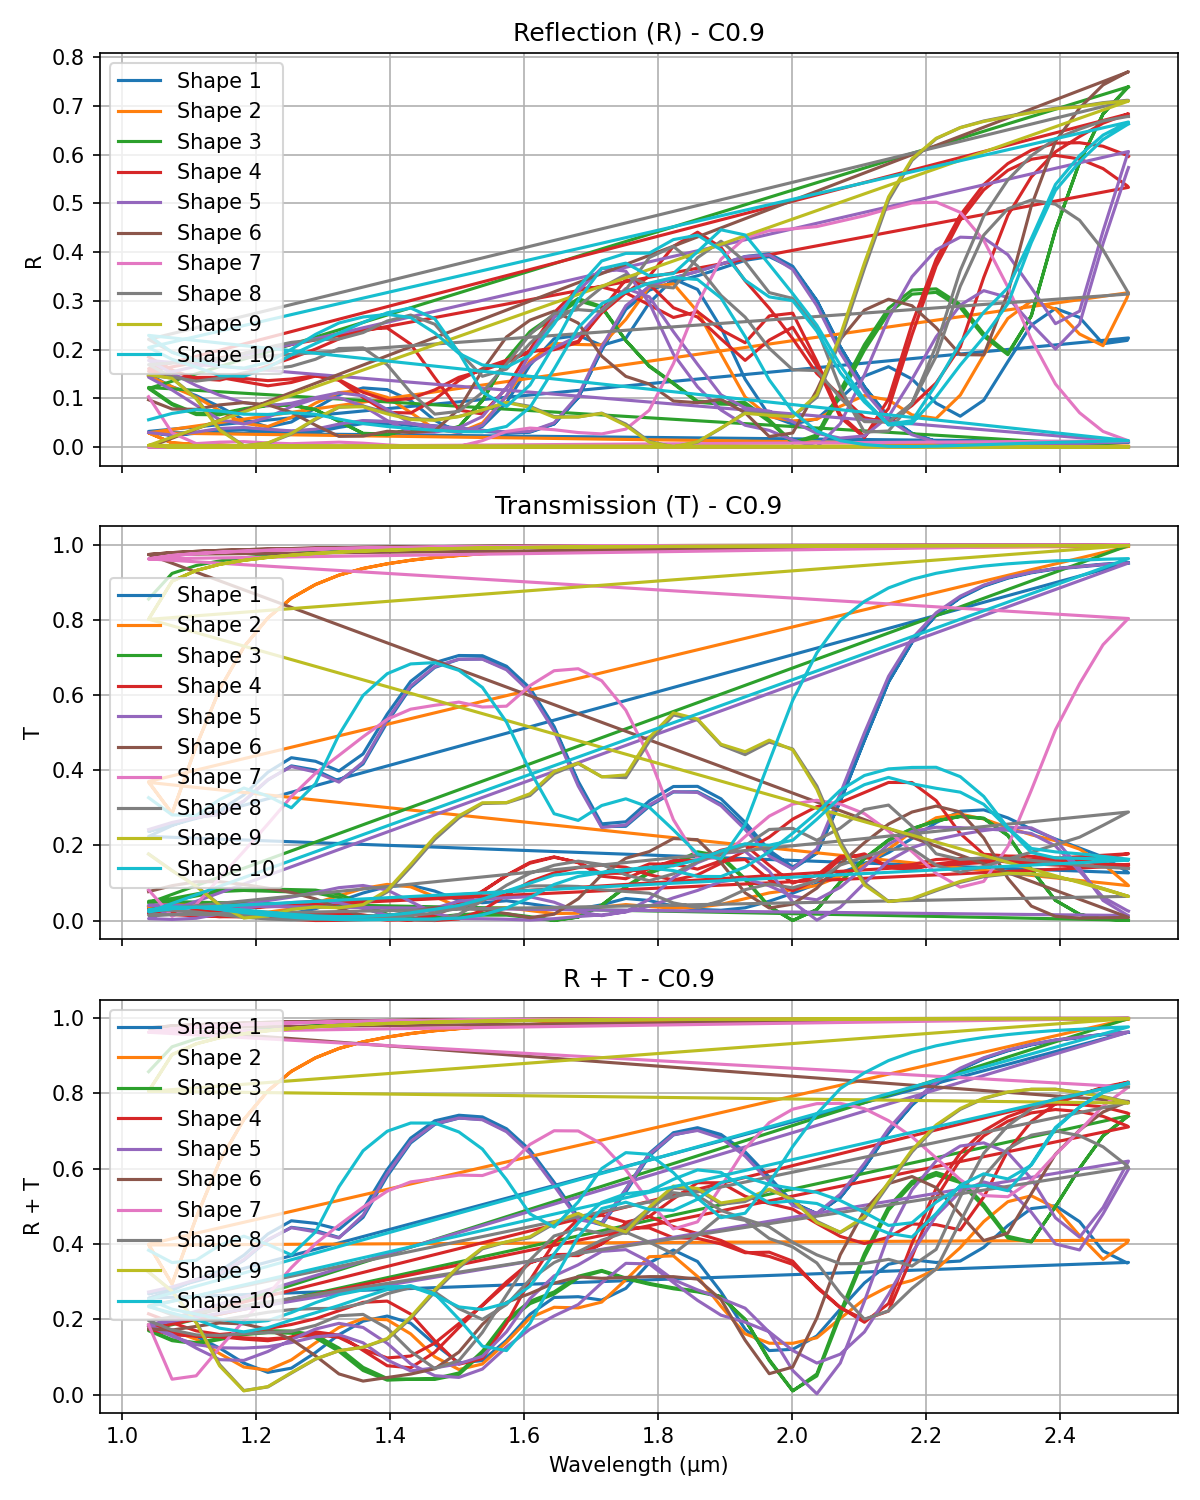 Reflection (R) - C0.9
0.8
0.7
0.6
0.5
0.4
0.3
0.2
0.1
0.0
R
Shape 1
Shape 2
Shape 3
Shape 4
Shape 5
Shape 6
Shape 7
Shape 8
Shape 9
Shape 10
Transmission (T) - C0.9
1.0
0.8
0.6
0.4
0.2
0.0
T
Shape 1
Shape 2
Shape 3
Shape 4
Shape 5
Shape 6
Shape 7
Shape 8
Shape 9
Shape 10
R + T - C0.9
1.0
0.8
0.6
0.4
0.2
0.0
R + T
Shape 1
Shape 2
Shape 3
Shape 4
Shape 5
Shape 6
Shape 7
Shape 8
Shape 9
Shape 10
1.0 1.2 1.4 1.6 1.8 2.0 2.2 2.4
Wavelength (μm)